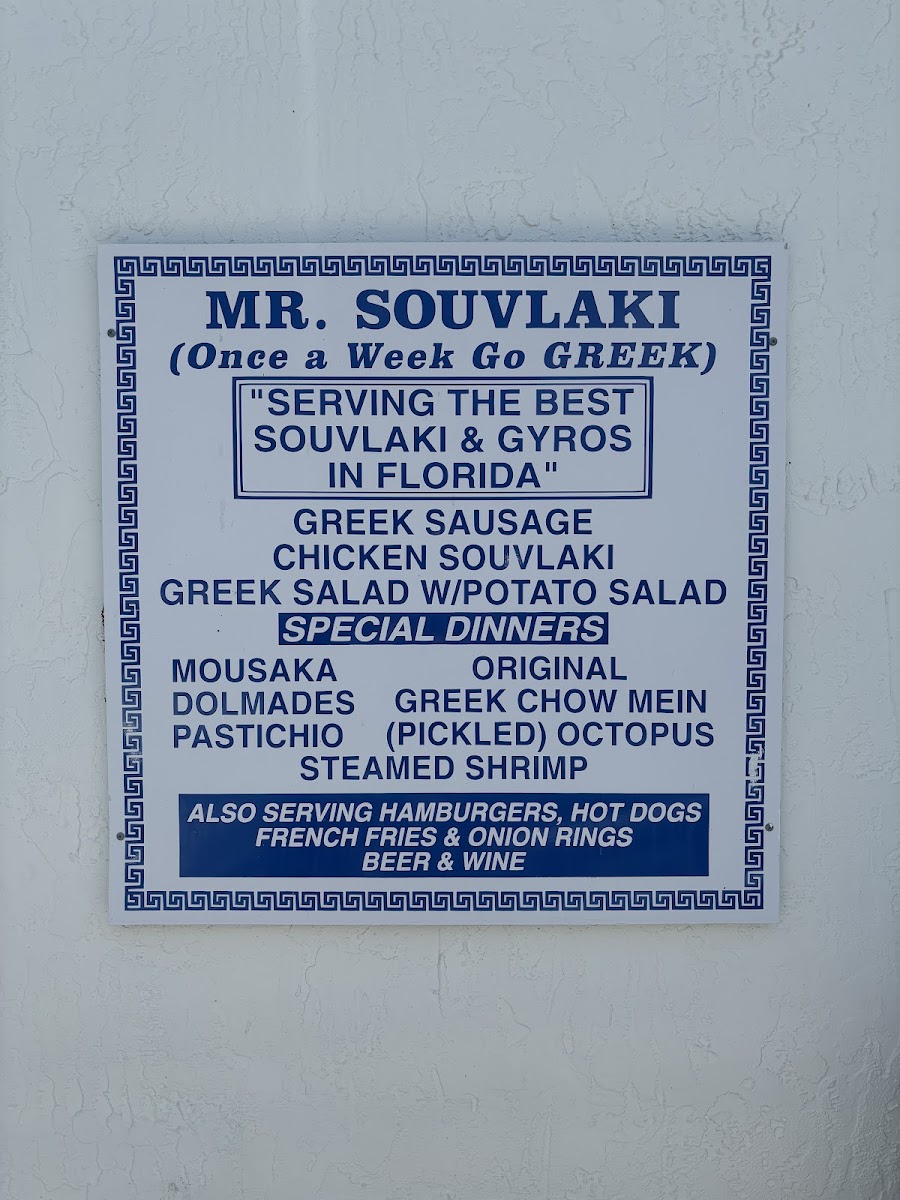 MR. SOUVLAKI
(Once a Week Go GREEK)
"SERVING THE BEST
SOUVLAKI & GYROS
IN FLORIDA"
GREEK SAUSAGE
CHICKEN SOUVLAKI
GREEK SALAD W/POTATO SALAD
SPECIAL DINNERS
MOUSAKA
DOLMADES
PASTICHIO
ORIGINAL
GREEK CHOW MEIN
(PICKLED) OCTOPUS
STEAMED SHRIMP
ALSO SERVING HAMBURGERS, HOT DOGS
FRENCH FRIES & ONION RINGS
BEER & WINE